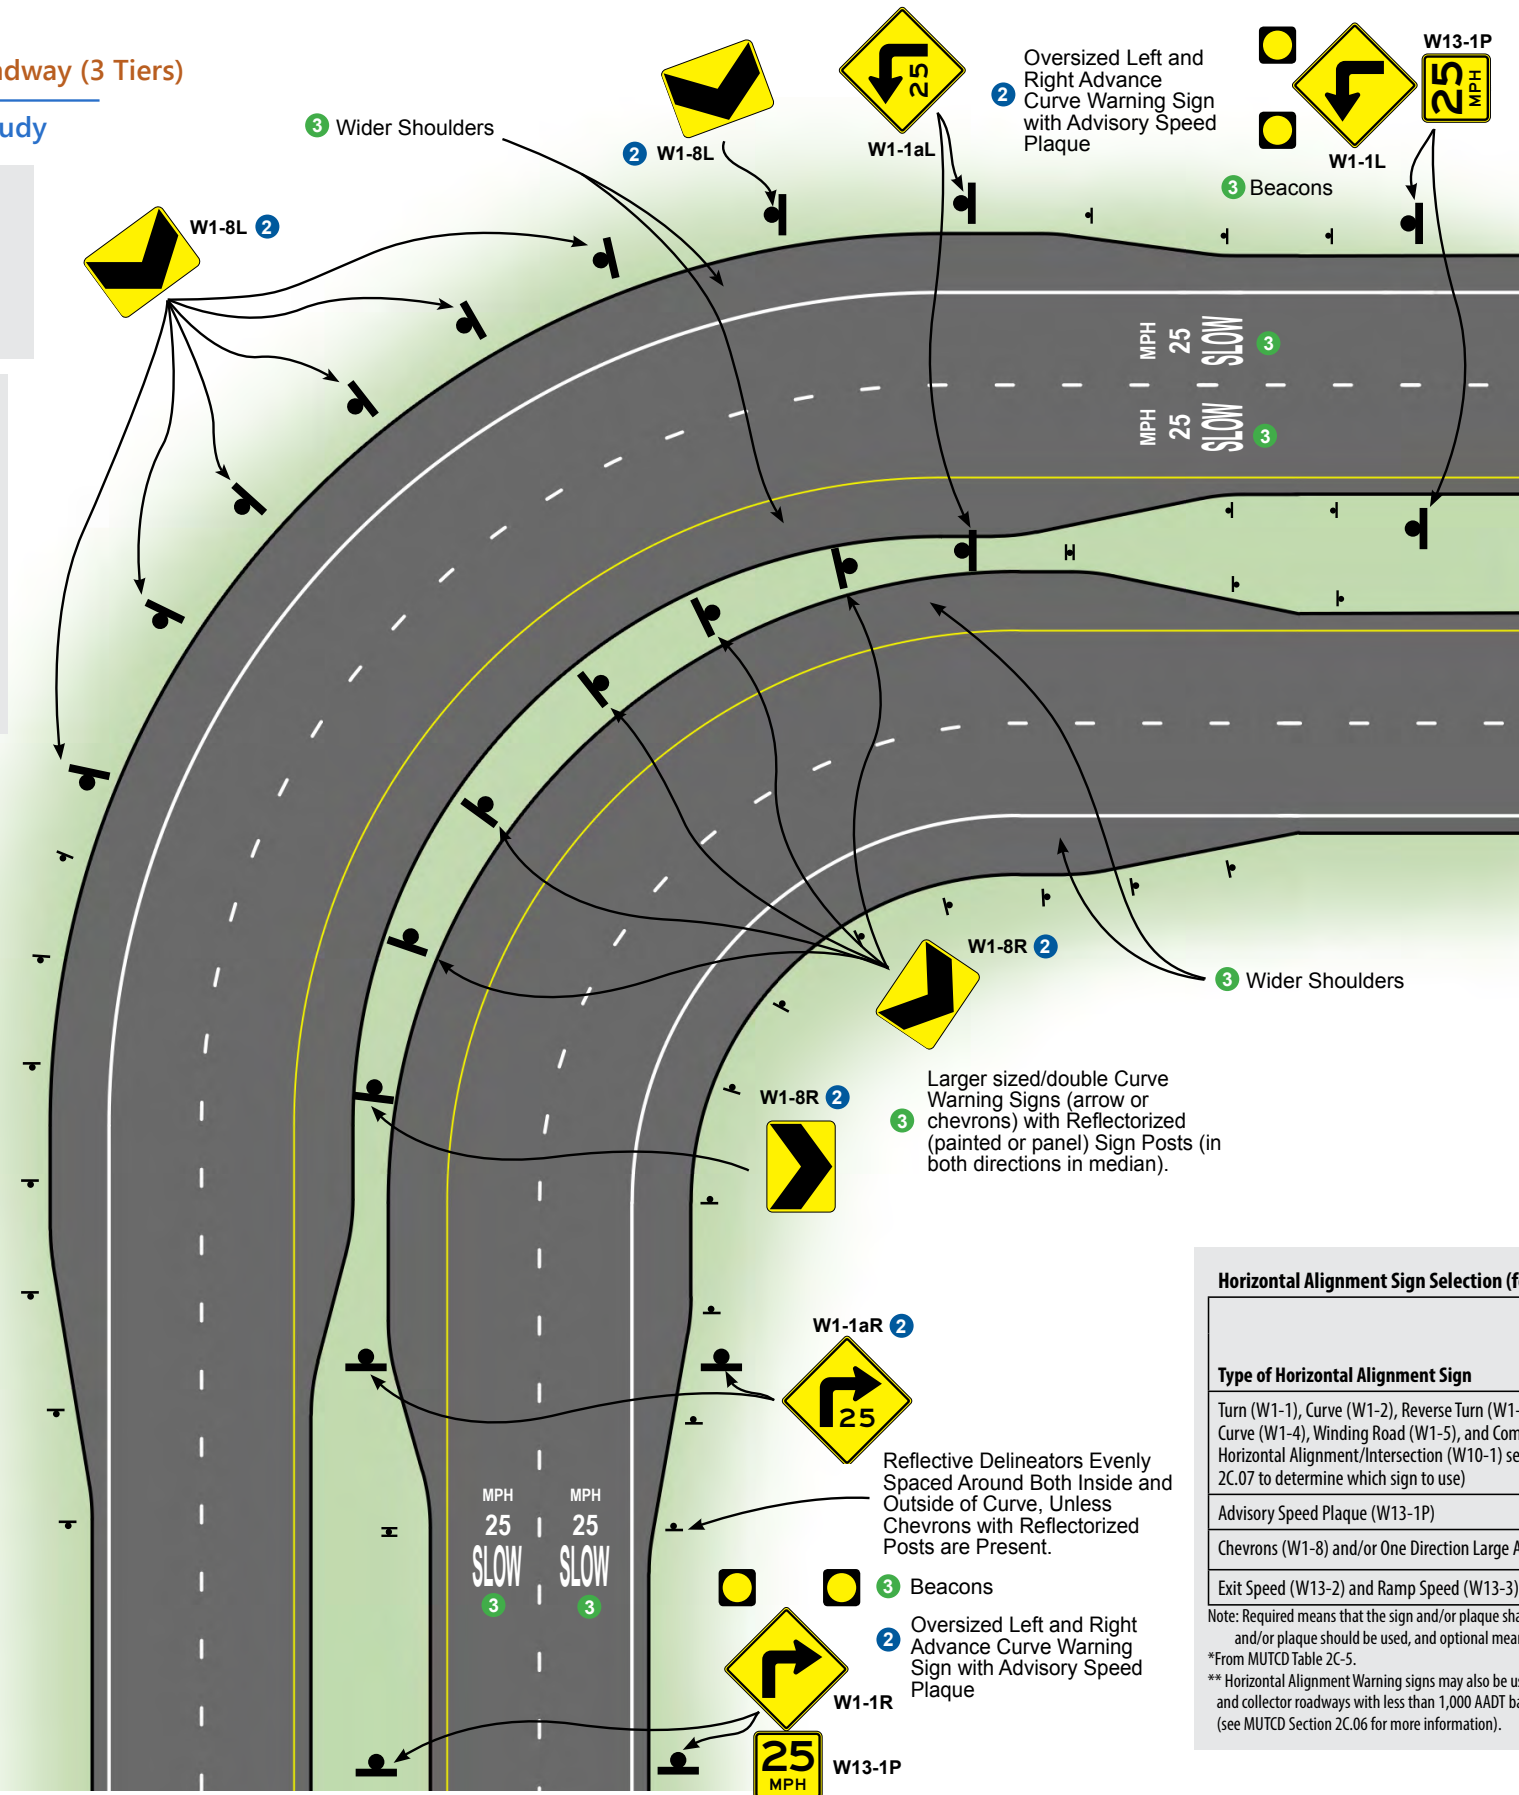 dway (3 Tiers)
udy
3 Wider Shoulders
2 W1-8L
W1-8L 2
25
W1-1aL
2 Oversized Left and
Right Advance
Curve Warning Sign
with Advisory Speed
Plaque
W13-1P
25
MPH
W1-1L
3 Beacons
MPH
25
SLOW
3
MPH
25
SLOW
3
W1-8R 2
3 Wider Shoulders
W1-8R 2
3 Larger sized/double Curve
Warning Signs (arrow or
chevrons) with Reflectorized
(painted or panel) Sign Posts (in
both directions in median).
W1-1aR 2
25
Reflective Delineators Evenly
Spaced Around Both Inside and
Outside of Curve, Unless
Chevrons with Reflectorized
Posts are Present.
MPH
25
SLOW
3
MPH
25
SLOW
3
3 Beacons
2 Oversized Left and Right
Advance Curve Warning
Sign with Advisory Speed
Plaque
W1-1R
25
MPH
W13-1P
Horizontal Alignment Sign Selection (f
Type of Horizontal Alignment Sign
Turn (W1-1), Curve (W1-2), Reverse Turn (W1-
Curve (W1-4), Winding Road (W1-5), and Com
Horizontal Alignment/Intersection (W10-1) se
2C.07 to determine which sign to use)
Advisory Speed Plaque (W13-1P)
Chevrons (W1-8) and/or One Direction Large A
Exit Speed (W13-2) and Ramp Speed (W13-3)
Note: Required means that the sign and/or plaque sha
and/or plaque should be used, and optional mea
*From MUTCD Table 2C-5.
** Horizontal Alignment Warning signs may also be u
and collector roadways with less than 1,000 AADT ba
(see MUTCD Section 2C.06 for more information).